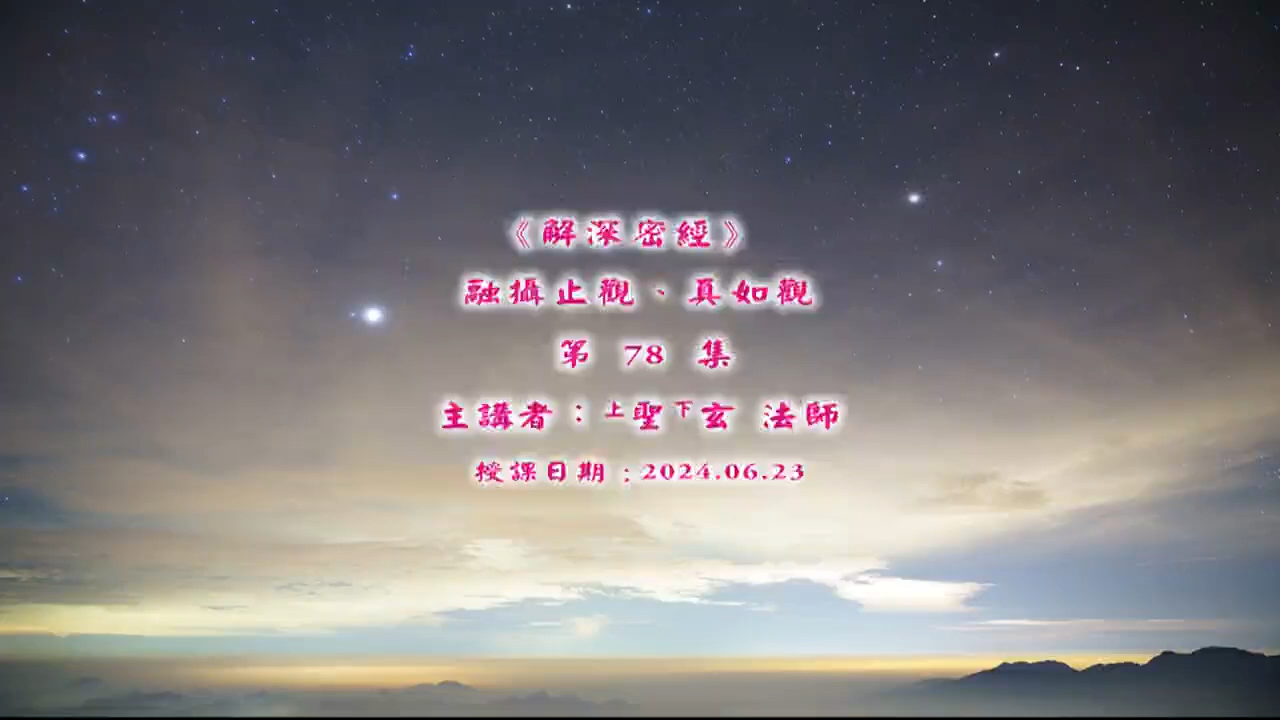 《解深密經》
融攝止觀、真如觀
第 78 集
主講者：上聖下玄 法師
授課日期：2024.06.23